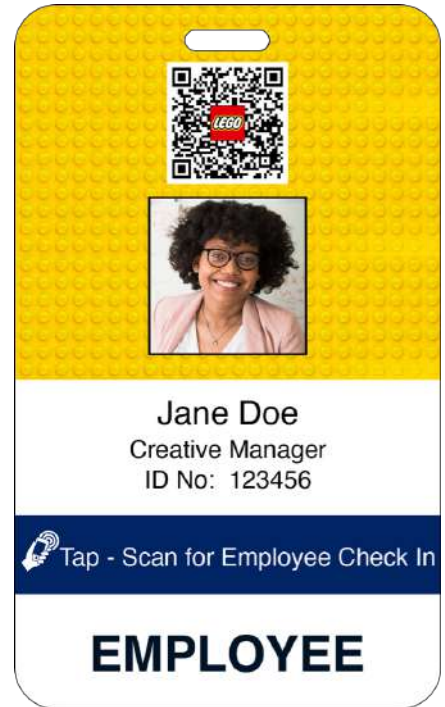 LEGO
Jane Doe
Creative Manager
ID No: 123456
Tap - Scan for Employee Check In
EMPLOYEE